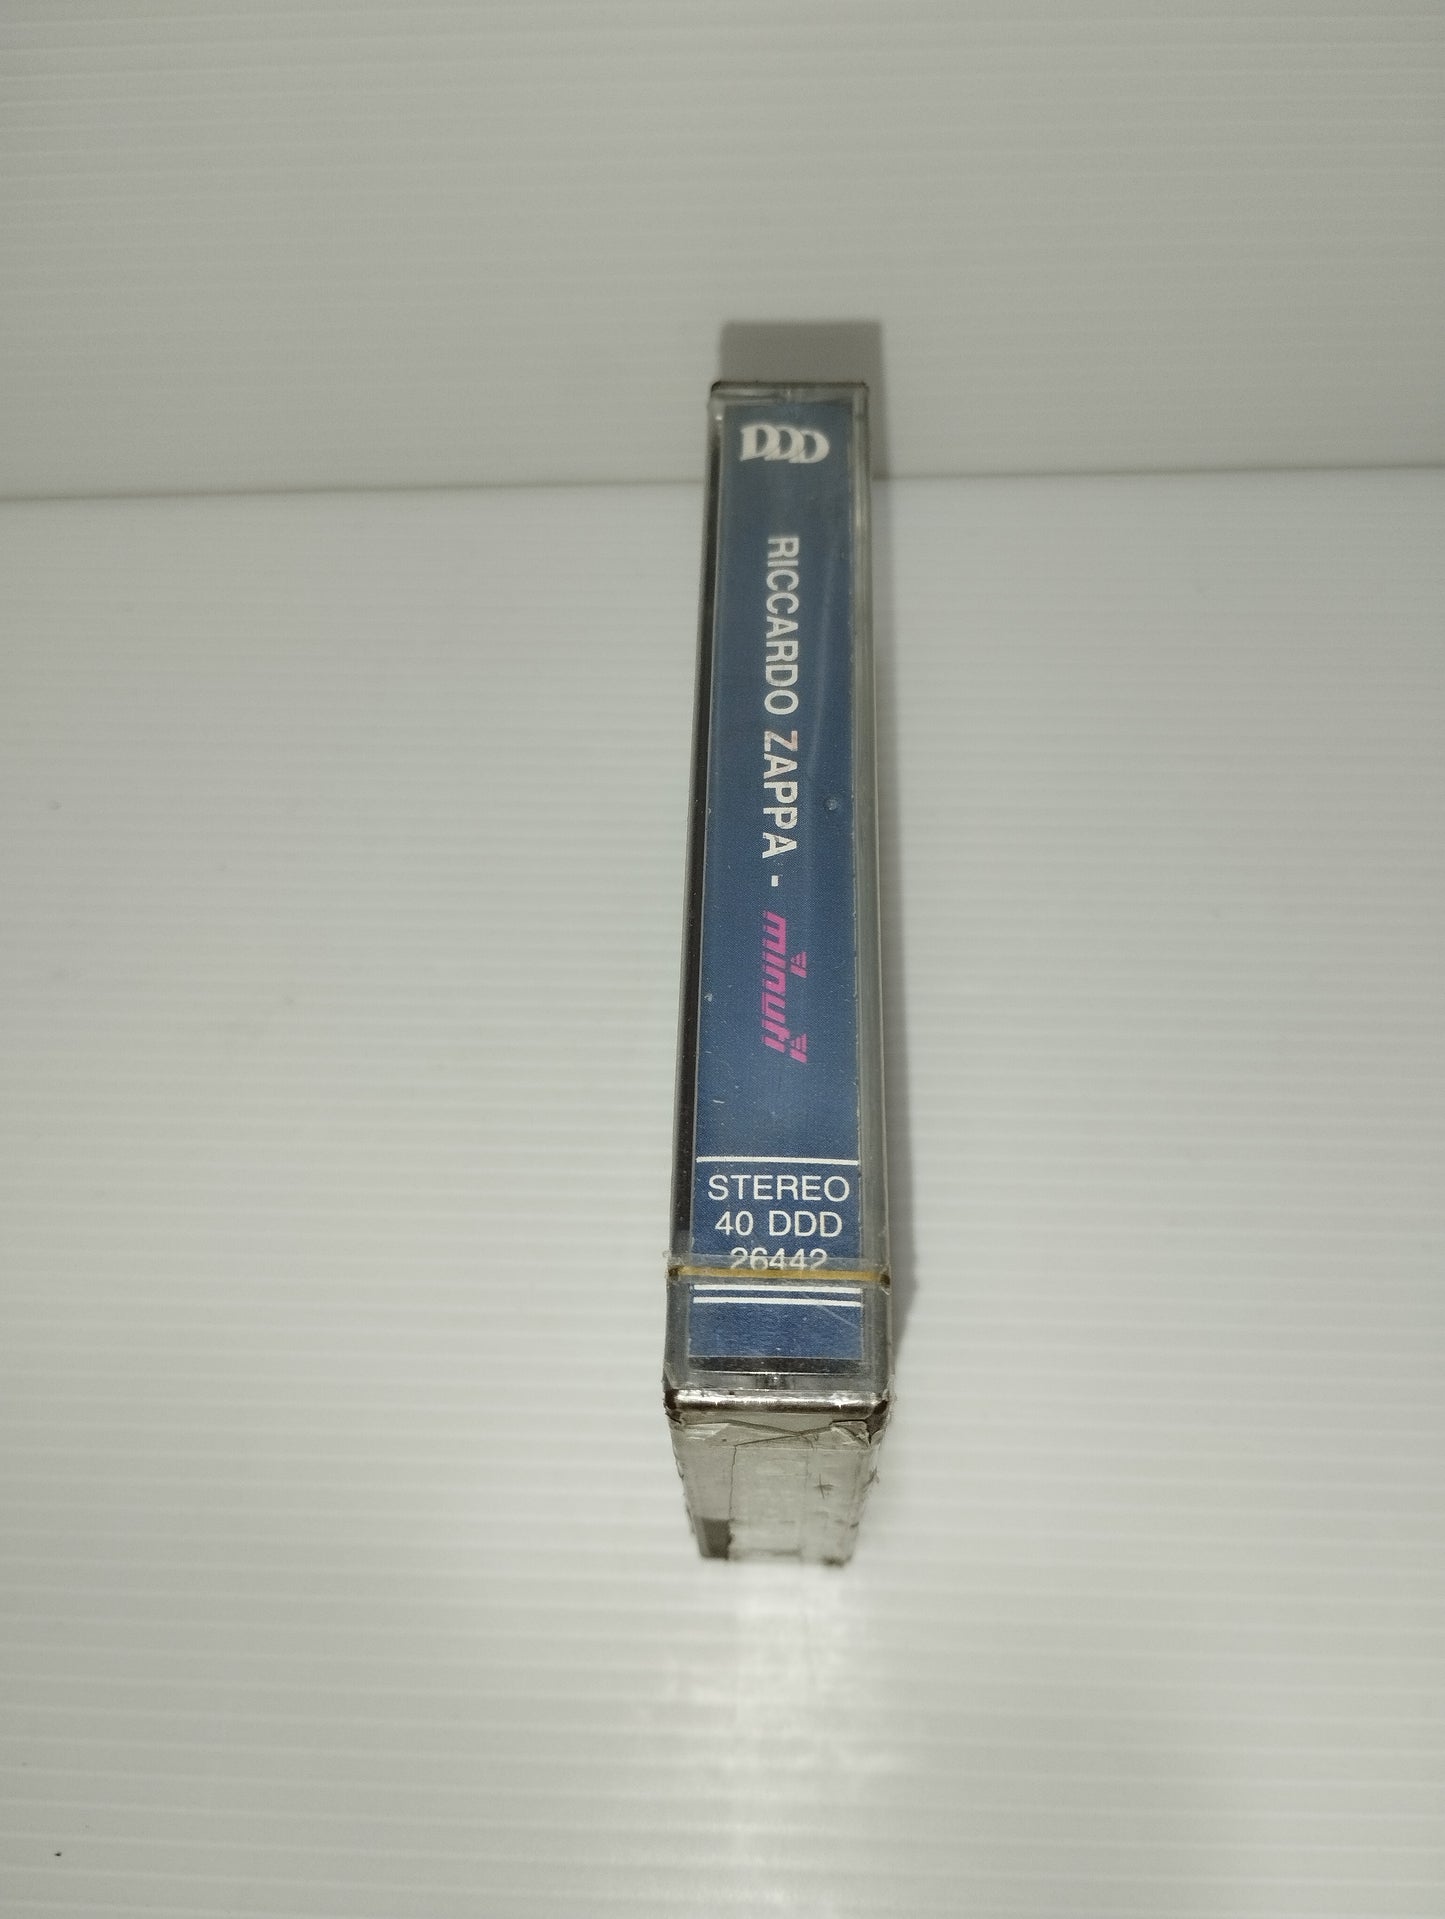 DDD
RICCARDO ZAPPA - minuti
STEREO
40 DDD
26442